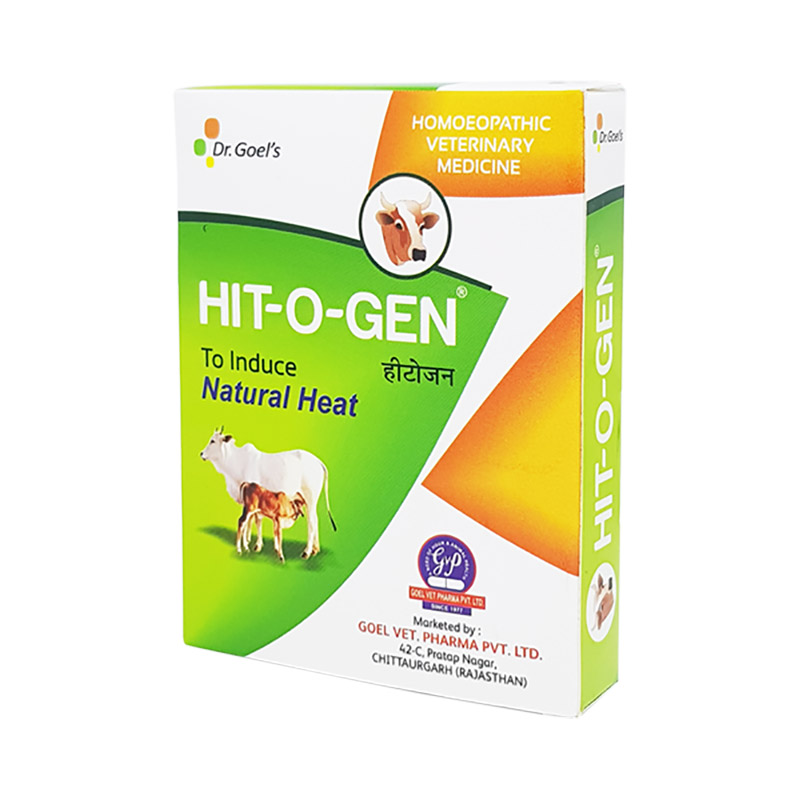 Dr. Goel's
HOMOEOPATHIC
VETERINARY
MEDICINE
HIT-O-GEN®
To Induce
हीटोजन
Natural Heat
GVP
GOEL VET PHARMA PVT. LTD.
SINCE 1977
Marketed by :
GOEL VET. PHARMA PVT. LTD.
42-C, Pratap Nagar,
CHITTAURGARH (RAJASTHAN)
Dr. Goel's
HIT-O-GEN®